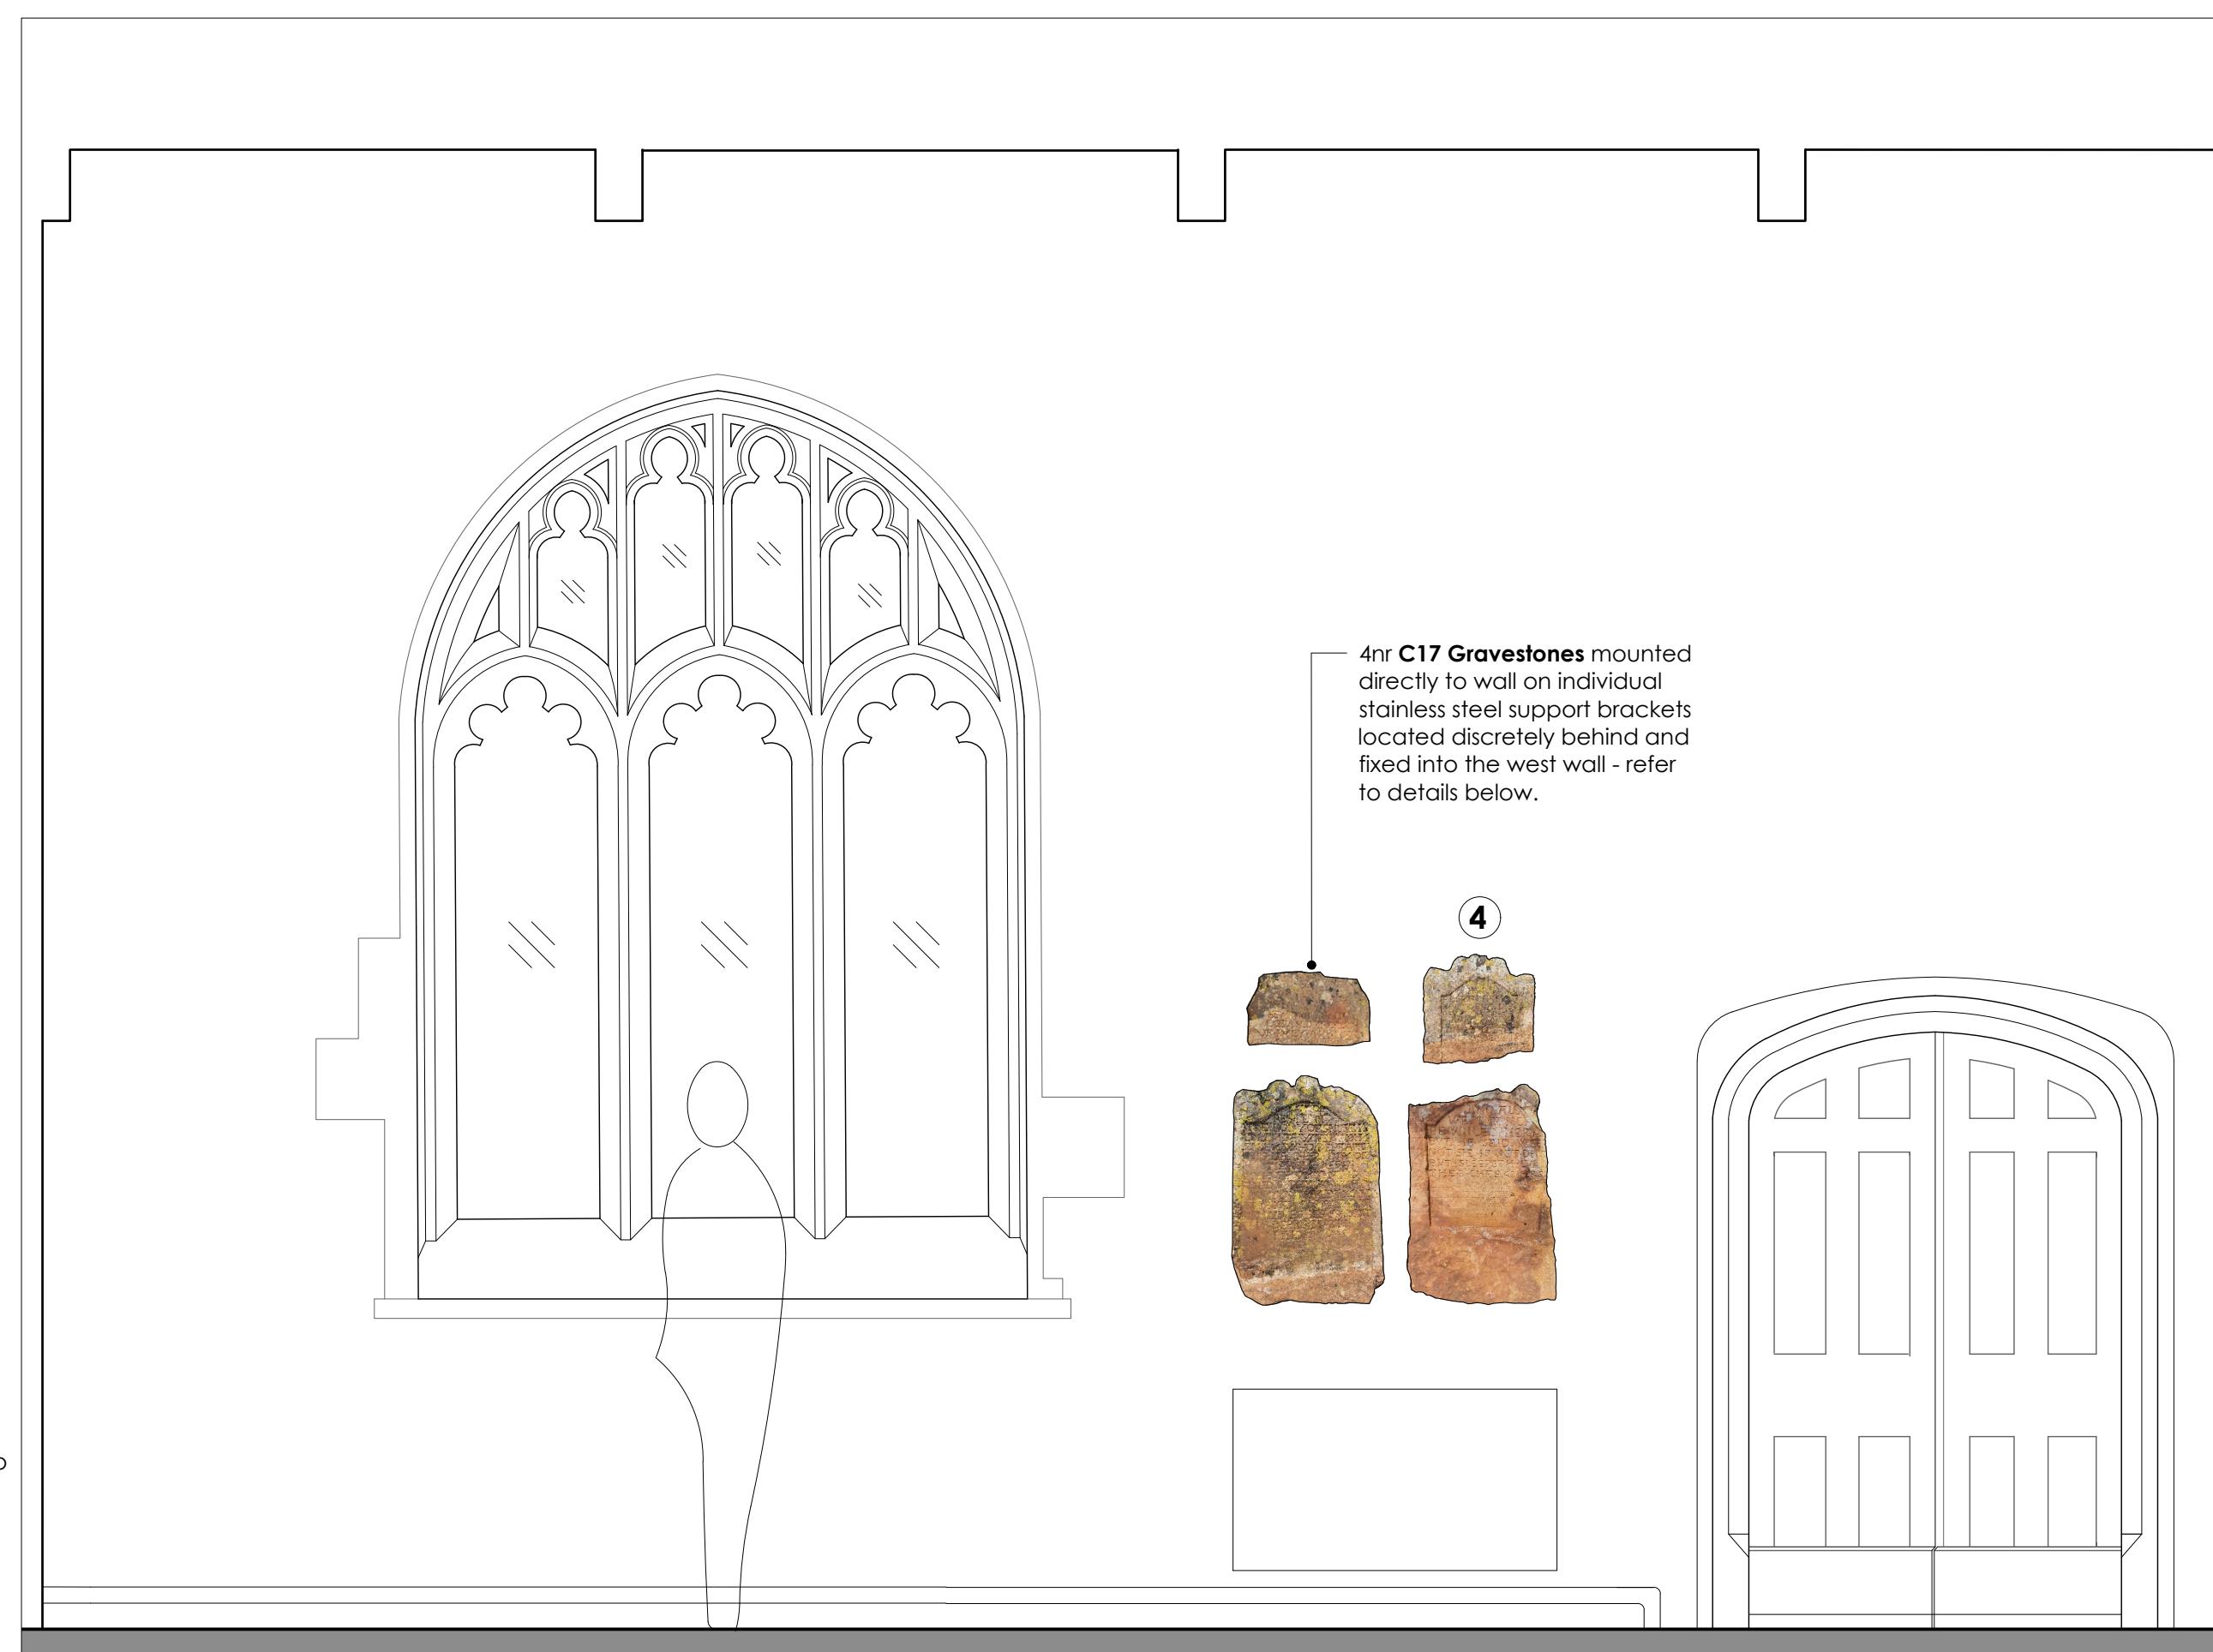 4nr C17 Gravestones mounted
directly to wall on individual
stainless steel support brackets
located discretely behind and
fixed into the west wall - refer
to details below.
4